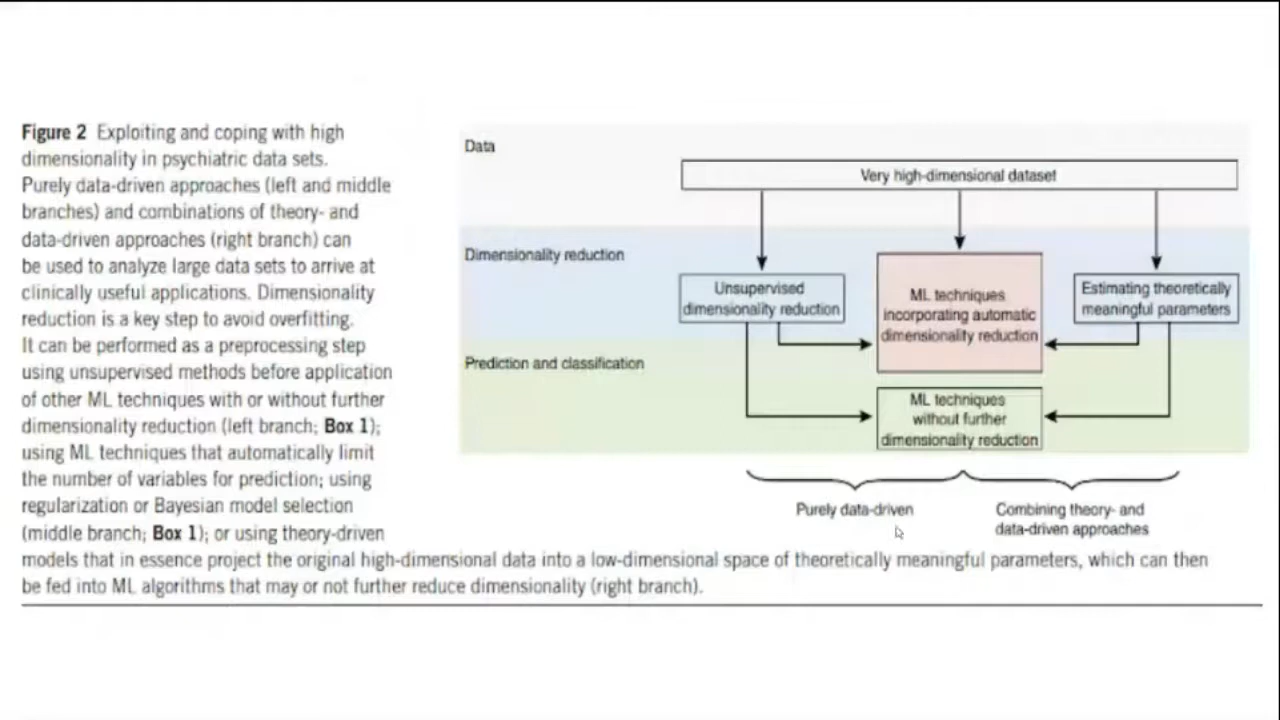 Figure 2 Exploiting and coping with high
dimensionality in psychiatric data sets.
Purely data-driven approaches (left and middle
branches) and combinations of theory- and
data-driven approaches (right branch) can
be used to analyze large data sets to arrive at
clinically useful applications. Dimensionality
reduction is a key step to avoid overfitting.
It can be performed as a preprocessing step
using unsupervised methods before application
of other ML techniques with or without further
dimensionality reduction (left branch; Box 1);
using ML techniques that automatically limit
the number of variables for prediction; using
regularization or Bayesian model selection
(middle branch; Box 1); or using theory-driven
models that in essence project the original high-dimensional data into a low-dimensional space of theoretically meaningful parameters, which can then
be fed into ML algorithms that may or not further reduce dimensionality (right branch).
Data
Very high-dimensional dataset
Dimensionality reduction
Unsupervised
dimensionality reduction
ML techniques
incorporating automatic
dimensionality reduction
Estimating theoretically
meaningful parameters
Prediction and classification
ML techniques
without further
dimensionality reduction
Purely data-driven
Combining theory- and
data-driven approaches